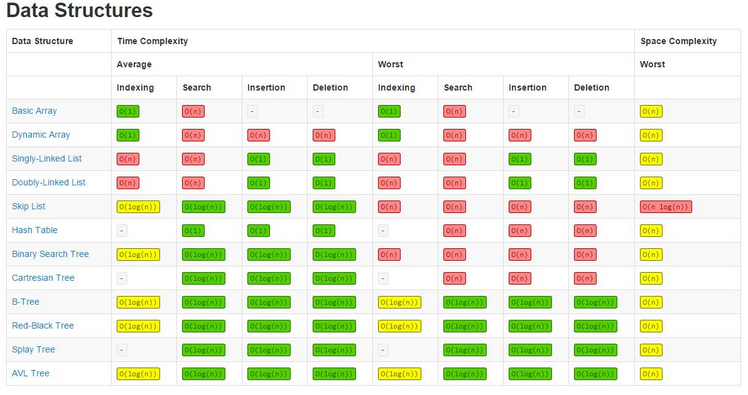 Data Structures
Data Structure Time Complexity Space Complexity
Average Worst Worst
Indexing Search Insertion Deletion Indexing Search Insertion Deletion
Basic Array O(1) O(n) - - O(1) O(n) - - O(n)
Dynamic Array O(1) O(n) O(n) O(n) O(1) O(n) O(n) O(n) O(n)
Singly-Linked List O(n) O(n) O(1) O(1) O(n) O(n) O(1) O(1) O(n)
Doubly-Linked List O(n) O(n) O(1) O(1) O(n) O(n) O(1) O(1) O(n)
Skip List O(log(n)) O(log(n)) O(log(n)) O(log(n)) O(n) O(n) O(n) O(n) O(n log(n))
Hash Table - O(1) O(1) O(1) - O(n) O(n) O(n) O(n)
Binary Search Tree O(log(n)) O(log(n)) O(log(n)) O(log(n)) O(n) O(n) O(n) O(n) O(n)
Cartresian Tree - O(log(n)) O(log(n)) O(log(n)) - O(n) O(n) O(n) O(n)
B-Tree O(log(n)) O(log(n)) O(log(n)) O(log(n)) O(log(n)) O(log(n)) O(log(n)) O(log(n)) O(n)
Red-Black Tree O(log(n)) O(log(n)) O(log(n)) O(log(n)) O(log(n)) O(log(n)) O(log(n)) O(log(n)) O(n)
Splay Tree - O(log(n)) O(log(n)) O(log(n)) - O(log(n)) O(log(n)) O(log(n)) O(n)
AVL Tree O(log(n)) O(log(n)) O(log(n)) O(log(n)) O(log(n)) O(log(n)) O(log(n)) O(log(n)) O(n)